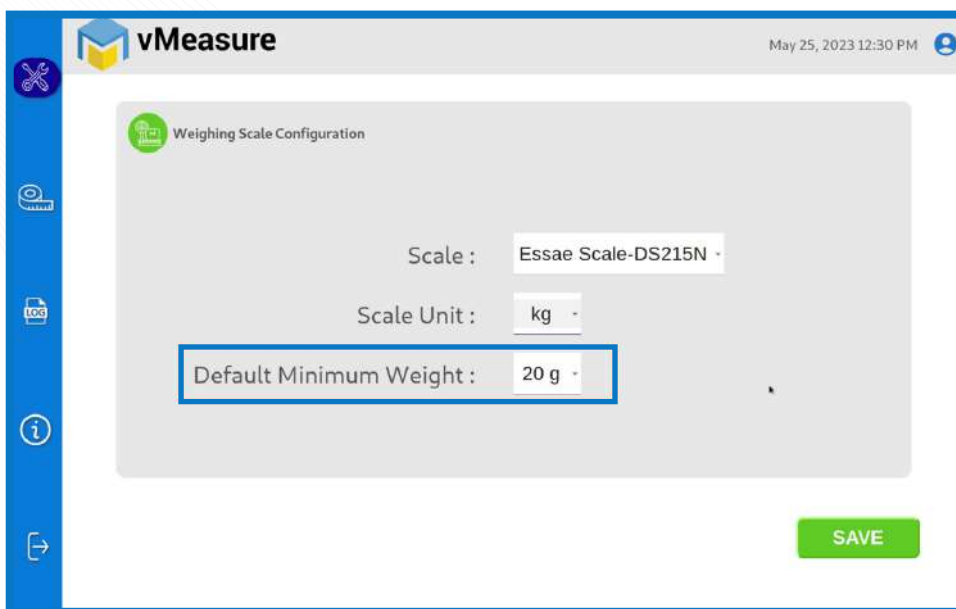 vMeasure
May 25, 2023 12:30 PM
Weighing Scale Configuration
Scale : Essae Scale-DS215N
Scale Unit : kg
LOG
Default Minimum Weight : 20 g
SAVE